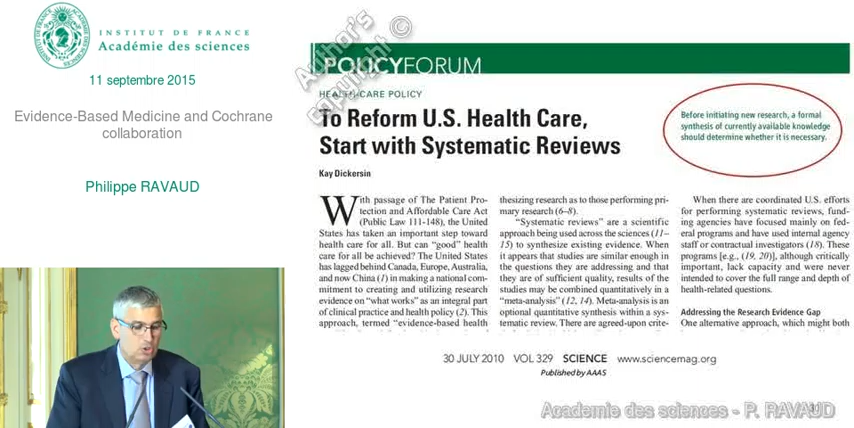 INSTITUT DE FRANCE
Académie des sciences
11 septembre 2015
Evidence-Based Medicine and Cochrane
collaboration
Philippe RAVAUD
Author's
Copyright ©
POLICYFORUM
HEALTH CARE POLICY
To Reform U.S. Health Care,
Start with Systematic Reviews
Kay Dickersin
Before initiating new research, a formal
synthesis of currently available knowledge
should determine whether it is necessary.
With passage of The Patient Pro-
tection and Affordable Care Act
(Public Law 111-148), the United
States has taken an important step toward
health care for all. But can “good” health
care for all be achieved? The United States
has lagged behind Canada, Europe, Australia,
and now China (1) in making a national com-
mitment to creating and utilizing research
evidence on “what works” as an integral part
of clinical practice and health policy (2). This
approach, termed “evidence-based health
thesizing research as to those performing pri-
mary research (6–8).
“Systematic reviews” are a scientific
approach being used across the sciences (11–
15) to synthesize existing evidence. When
it appears that studies are similar enough in
the questions they are addressing and that
they are of sufficient quality, results of the
studies may be combined quantitatively in a
“meta-analysis” (12, 14). Meta-analysis is an
optional quantitative synthesis within a sys-
tematic review. There are agreed-upon crite-
When there are coordinated U.S. efforts
for performing systematic reviews, fund-
ing agencies have focused mainly on fed-
eral programs and have used internal agency
staff or contractual investigators (18). These
programs [e.g., (19, 20)], although critically
important, lack capacity and were never
intended to cover the full range and depth of
health-related questions.
Addressing the Research Evidence Gap
One alternative approach, which might both
30 JULY 2010 VOL 329 SCIENCE www.sciencemag.org
Published by AAAS
Academie des sciences - P. RAVAUD